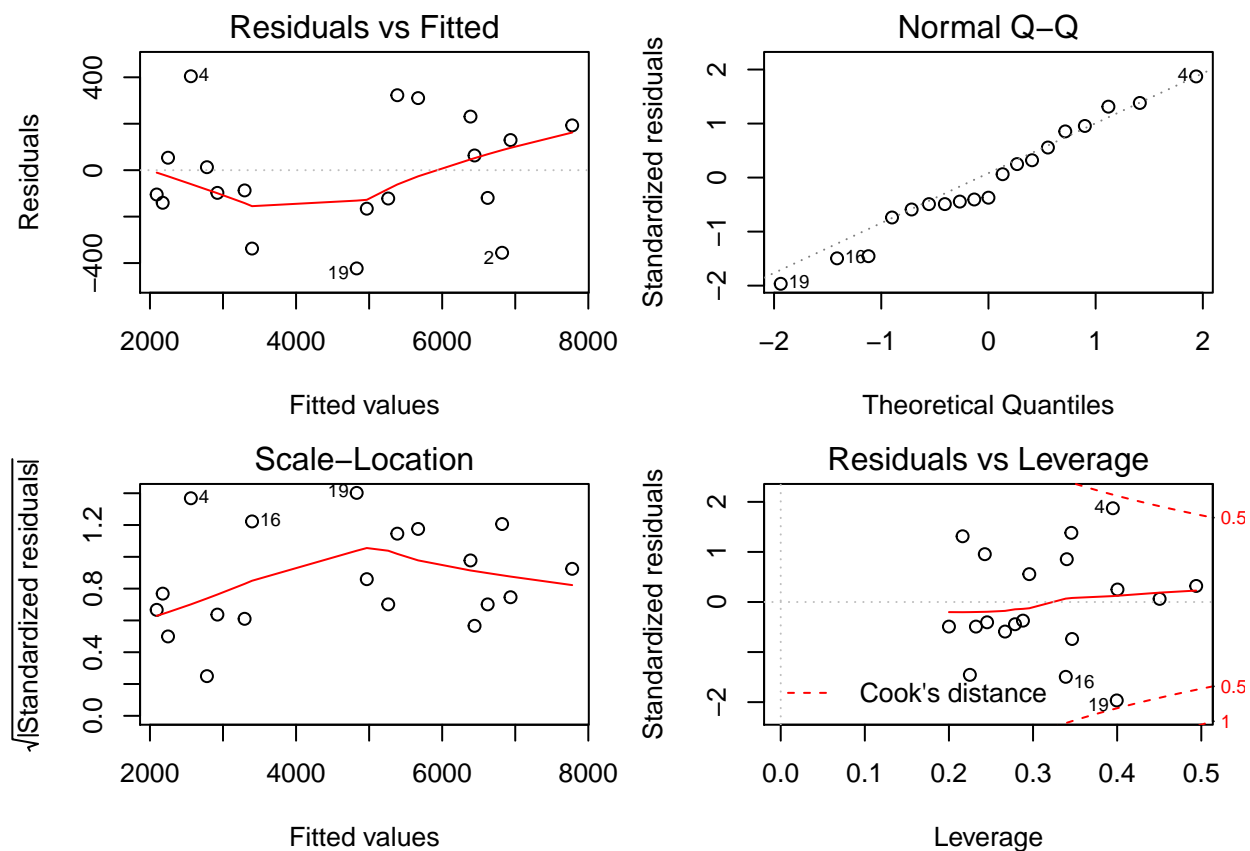 Residuals vs Fitted
Residuals
400
0
−400
4
19
2
2000 4000 6000 8000
Fitted values
Normal Q−Q
Standardized residuals
2
1
0
−1
−2
4
16
19
−2 −1 0 1 2
Theoretical Quantiles
Scale−Location
√|Standardized residuals|
1.2
0.8
0.4
0.0
4
16
19
2000 4000 6000 8000
Fitted values
Residuals vs Leverage
Standardized residuals
2
1
0
−2
4
0.5
16
19
Cook's distance
0.5
1
0.0 0.1 0.2 0.3 0.4 0.5
Leverage